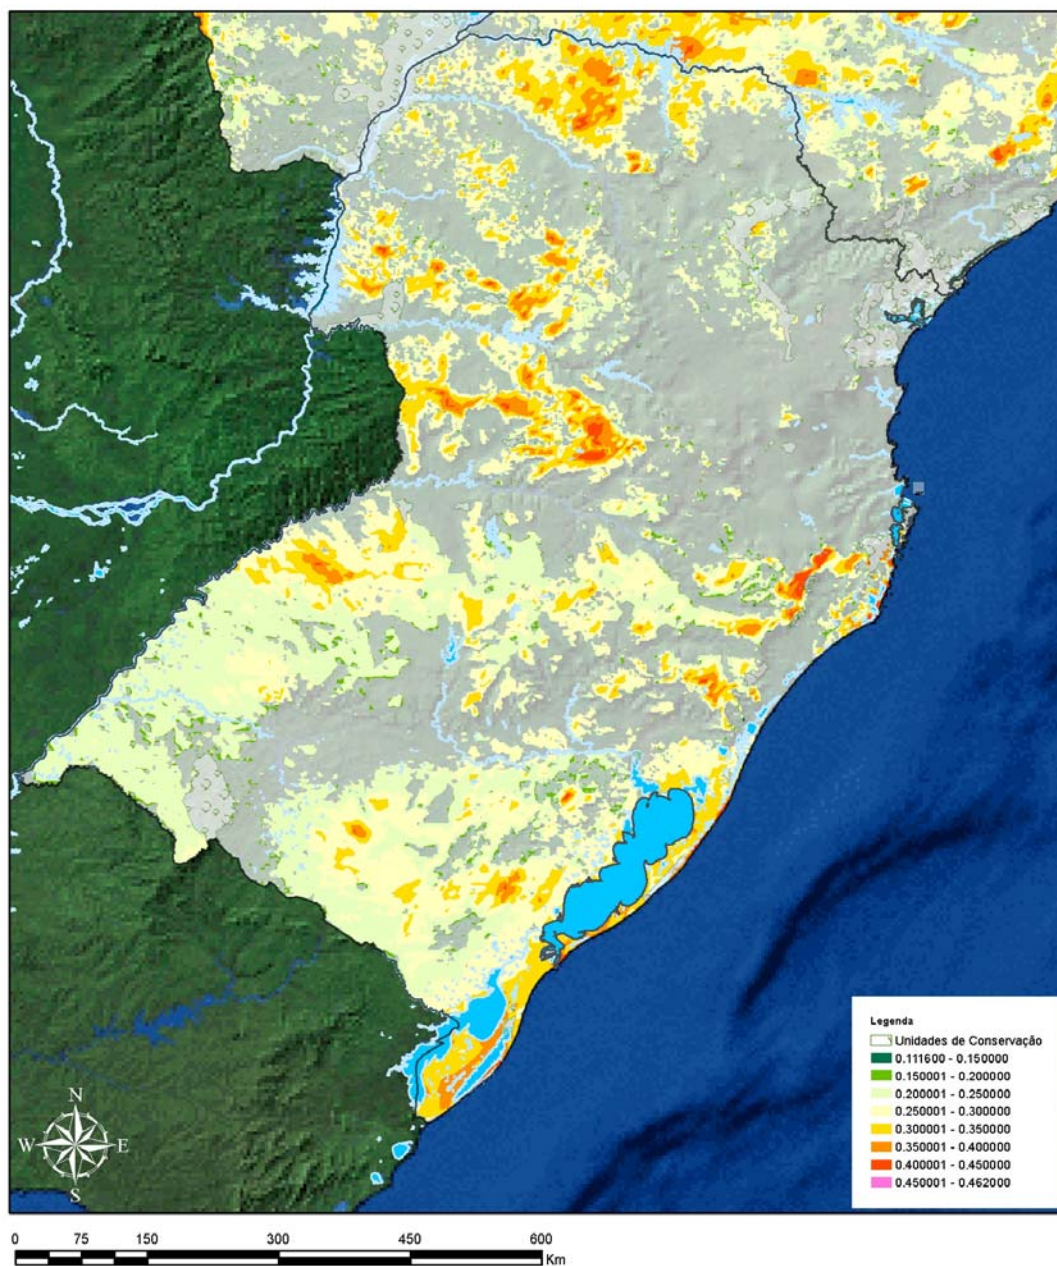 Legenda
Unidades de Conservação
0.111600 - 0.150000
0.150001 - 0.200000
0.200001 - 0.250000
0.250001 - 0.300000
0.300001 - 0.350000
0.350001 - 0.400000
0.400001 - 0.450000
0.450001 - 0.462000
N
W E
S
0 75 150 300 450 600
Km